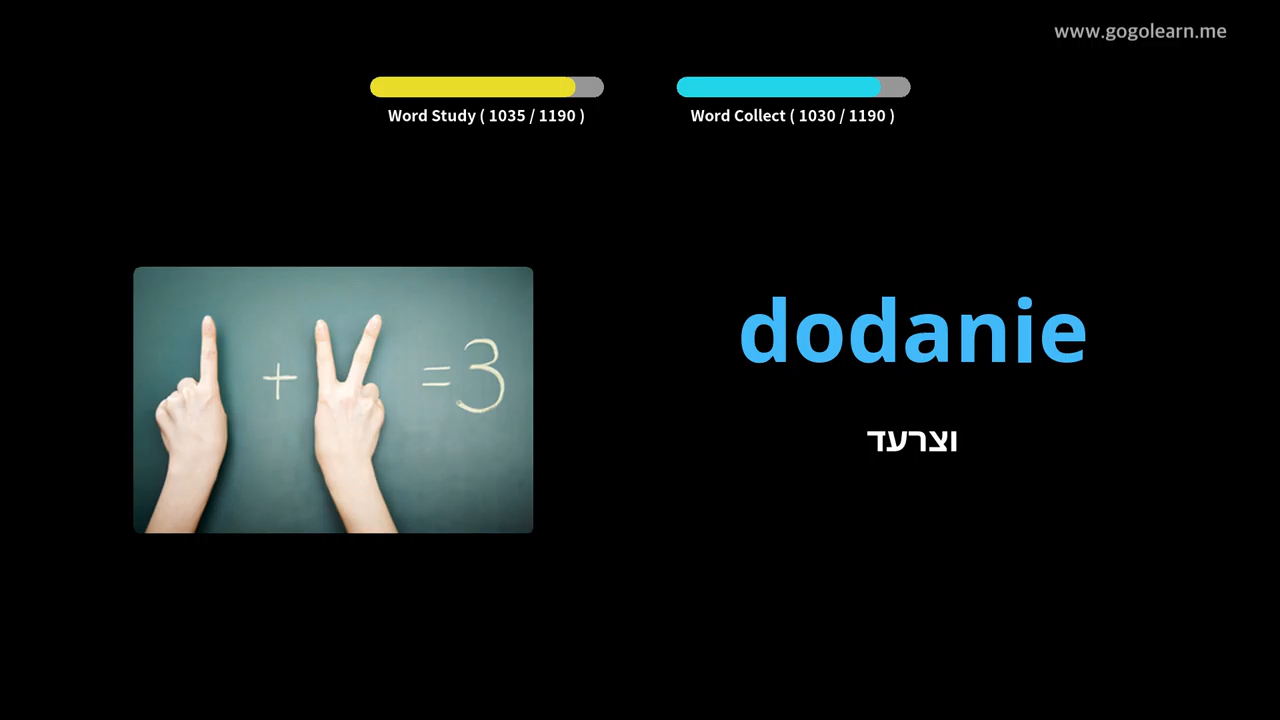 www.gogolearn.me
Word Study ( 1035 / 1190 )
Word Collect ( 1030 / 1190 )
+ = 3
dodanie
וצרעד